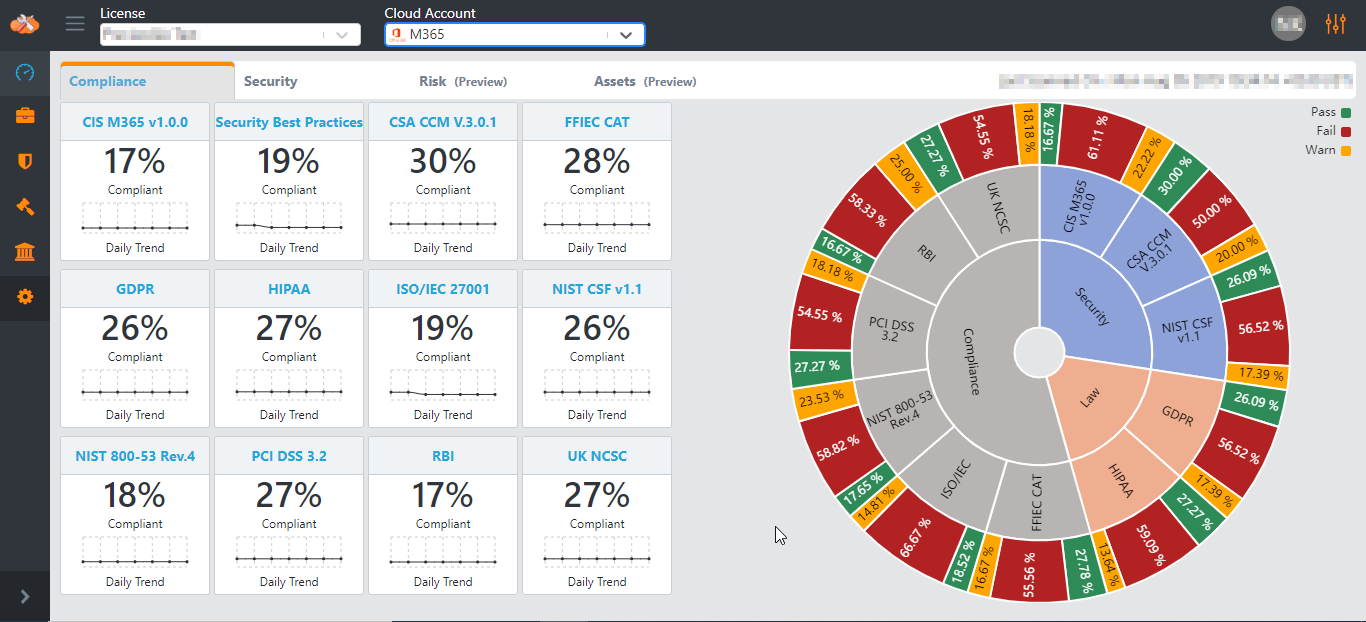 License
Cloud Account
M365
Compliance
Security
Risk (Preview)
Assets (Preview)
CIS M365 v1.0.0
17%
Compliant
Daily Trend
Security Best Practices
19%
Compliant
Daily Trend
CSA CCM V.3.0.1
30%
Compliant
Daily Trend
FFIEC CAT
28%
Compliant
Daily Trend
GDPR
26%
Compliant
Daily Trend
HIPAA
27%
Compliant
Daily Trend
ISO/IEC 27001
19%
Compliant
Daily Trend
NIST CSF v1.1
26%
Compliant
Daily Trend
NIST 800-53 Rev.4
18%
Compliant
Daily Trend
PCI DSS 3.2
27%
Compliant
Daily Trend
RBI
17%
Compliant
Daily Trend
UK NCSC
27%
Compliant
Daily Trend
Pass
Fail
Warn
Security
CIS M365
v1.0.0
16.67 %
61.11 %
22.22 %
CSA CCM
V.3.0.1
30.00 %
50.00 %
20.00 %
NIST CSF
v1.1
26.09 %
56.52 %
17.39 %
Law
GDPR
26.09 %
56.52 %
17.39 %
HIPAA
27.27 %
59.09 %
13.64 %
Compliance
FFIEC CAT
27.78 %
55.56 %
16.67 %
ISO/IEC
18.52 %
66.67 %
14.81 %
NIST 800-53
Rev.4
17.65 %
58.82 %
23.53 %
PCI DSS
3.2
27.27 %
54.55 %
18.18 %
RBI
16.67 %
58.33 %
25.00 %
UK NCSC
27.27 %
54.55 %
18.18 %